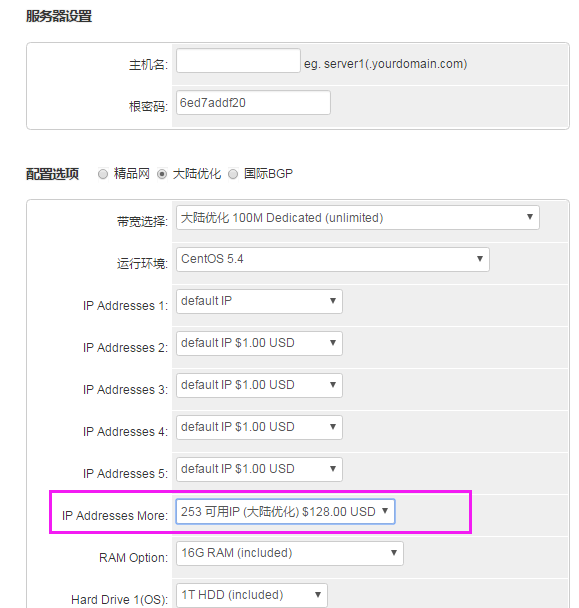 服务器设置
主机名: eg. server1(.yourdomain.com)
根密码: 6ed7addf20
配置选项 精品网 大陆优化 国际BGP
带宽选择: 大陆优化 100M Dedicated (unlimited)
运行环境: CentOS 5.4
IP Addresses 1: default IP
IP Addresses 2: default IP $1.00 USD
IP Addresses 3: default IP $1.00 USD
IP Addresses 4: default IP $1.00 USD
IP Addresses 5: default IP $1.00 USD
IP Addresses More: 253 可用IP (大陆优化) $128.00 USD
RAM Option: 16G RAM (included)
Hard Drive 1(OS): 1T HDD (included)